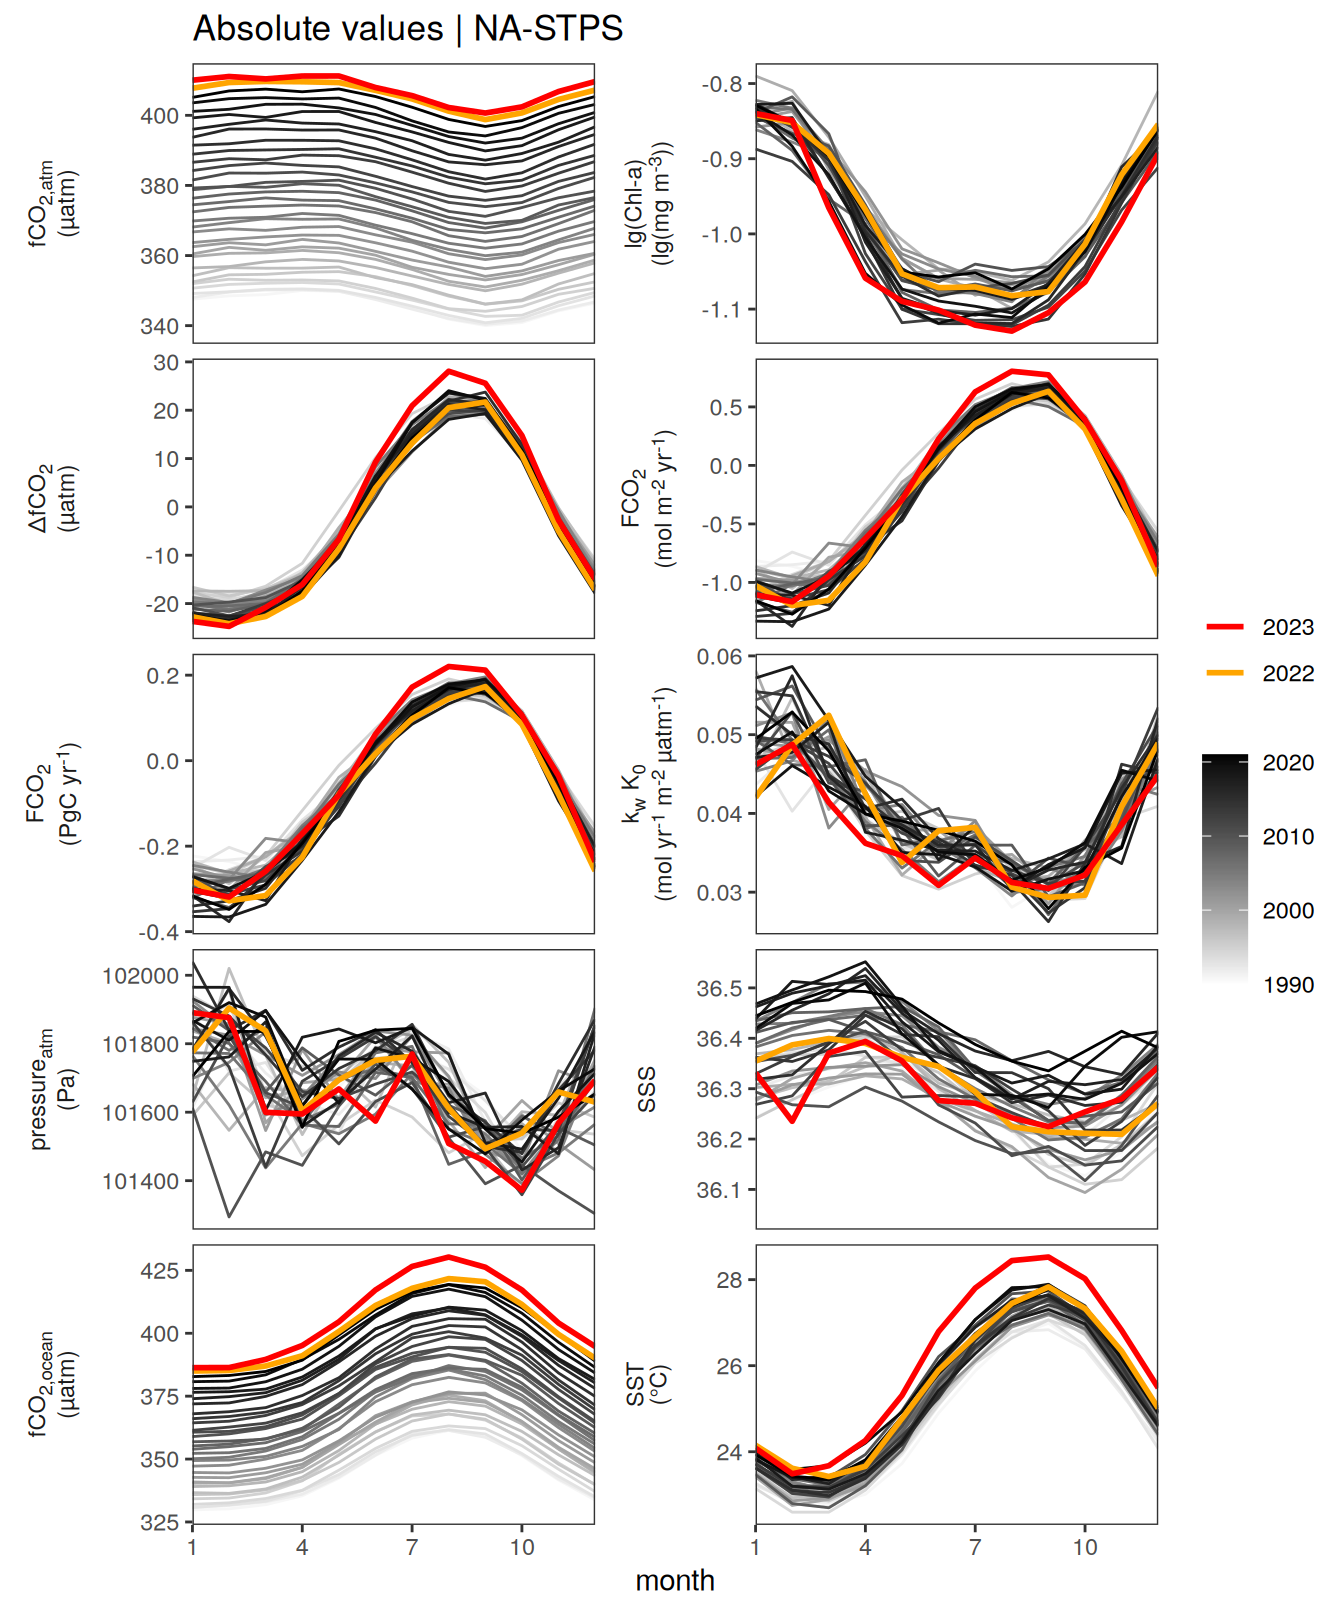 Absolute values | NA-STPS
fCO2,atm
(µatm)
400
380
360
340
lg(Chl-a)
(lg(mg m-3))
-0.8
-0.9
-1.0
-1.1
ΔfCO2
(µatm)
30
20
10
0
-10
-20
FCO2
(mol m-2 yr-1)
0.5
0.0
-0.5
-1.0
FCO2
(PgC yr-1)
0.2
0.0
-0.2
-0.4
kw K0
(mol yr-1 m-2 µatm-1)
0.06
0.05
0.04
0.03
pressureatm
(Pa)
102000
101800
101600
101400
SSS
36.5
36.4
36.3
36.2
36.1
fCO2,ocean
(µatm)
425
400
375
350
325
SST
(°C)
28
26
24
1 4 7 10
1 4 7 10
month
2023
2022
2020
2010
2000
1990